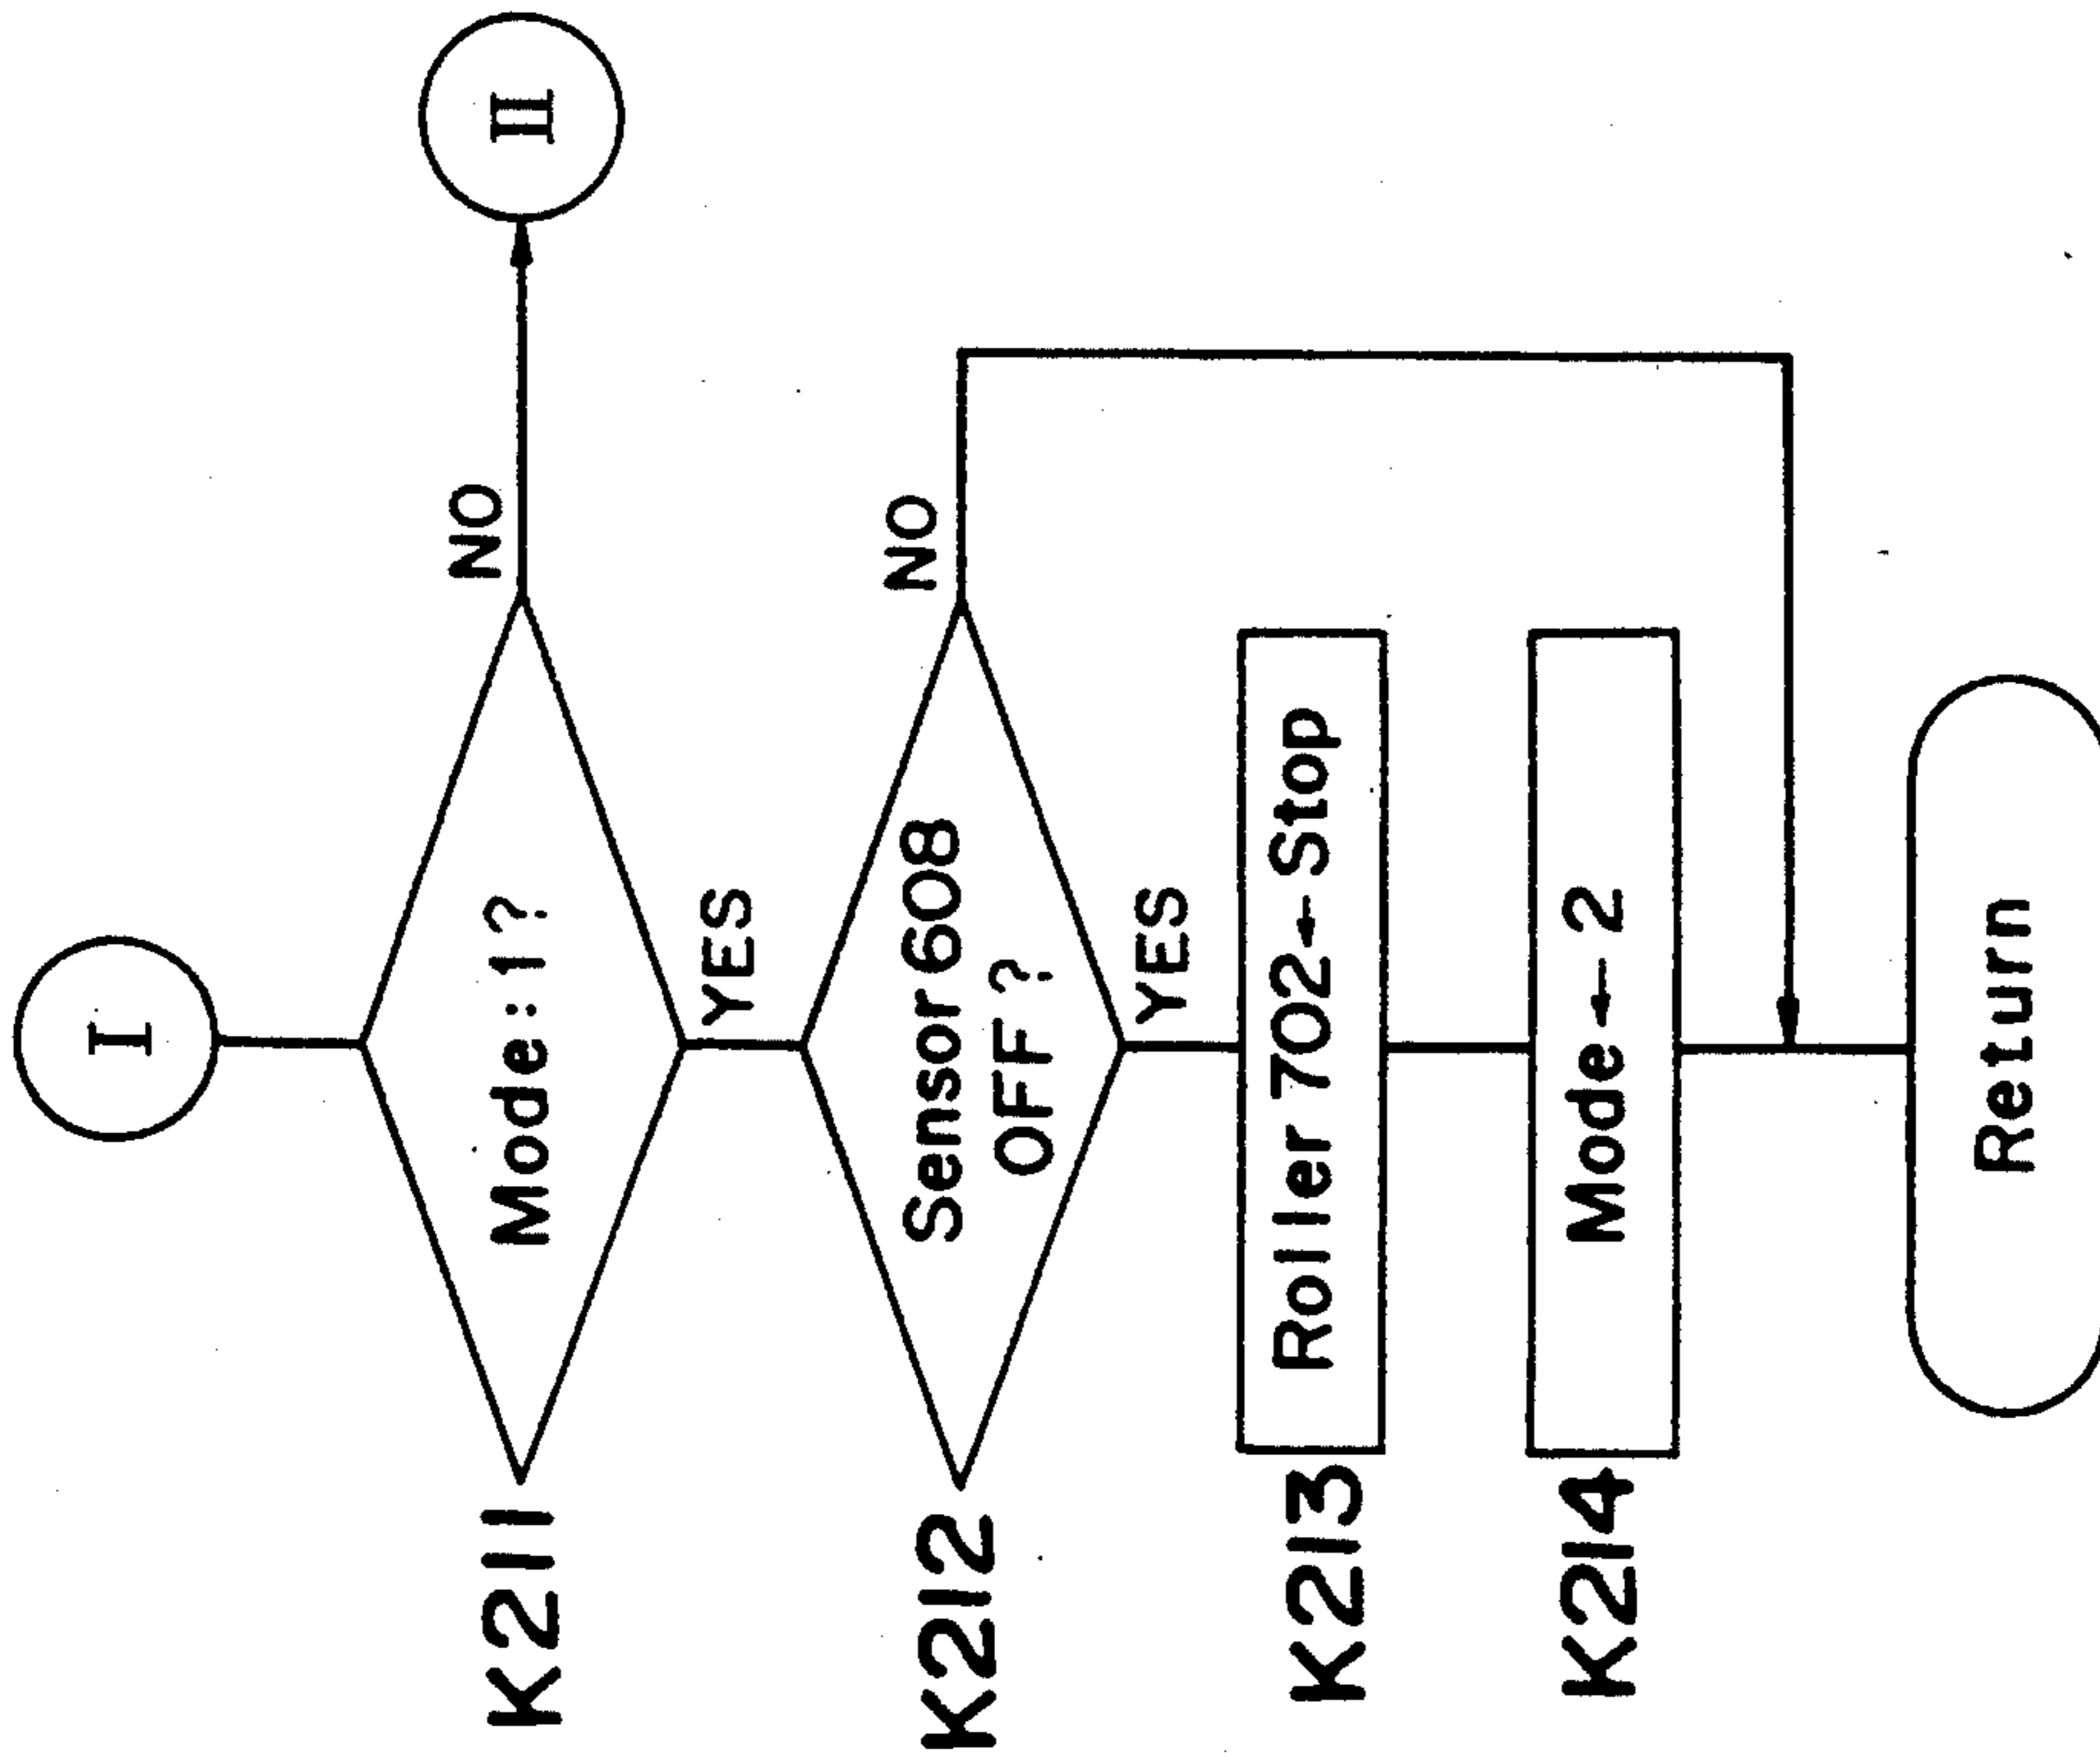 I
K211
Mode:1?
NO
II
YES
K212
Sensor 608
OFF?
NO
YES
K213
Roller 702←Stop
K214
Mode←2
Return